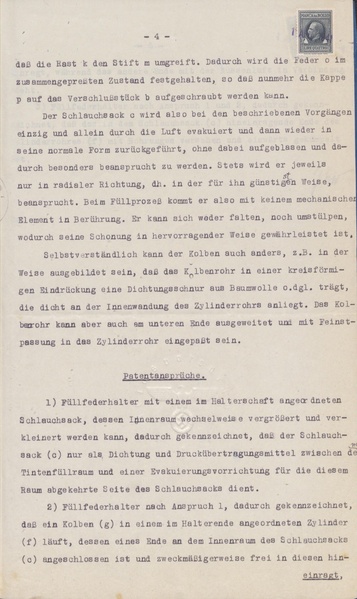 - 4 -
daß die Rast k den Stift m umgreift. Dadurch wird die Feder o im
zusammengepresten Zustand festgehalten, so daß nunmehr die Kappe
p auf das Verschlußstück b aufgeschraubt werden kann.
Der Schlauchsack c wird also bei den beschriebenen Vorgängen
einzig und allein durch die Luft evakuiert und dann wieder in
seine normale Form zurückgeführt, ohne dabei aufgeblasen und da-
durch besonders beansprucht zu werden. Stets wird er jeweils
nur in radialer Richtung, dh. in der für ihn günstigsten Weise,
beansprucht. Beim Füllprozeß kommt er also mit keinem mechanischen
Element in Berührung. Er kann sich weder falten, noch umstülpen,
wodurch seine Schonung in hervorragender Weise gewährleistet ist.
Selbstverständlich kann der Kolben auch anders, z.B. in der
Weise ausgebildet sein, daß das Kolbenrohr in einer kreisförmi-
gen Eindrückung eine Dichtungsschnur aus Baumwolle o.dgl. trägt,
die dicht an der Innenwandung des Zylinderrohrs anliegt. Das Kol-
benrohr kann aber auch am unteren Ende ausgeweitet und mit Feinst-
passung in das Zylinderrohr eingepaßt sein.
Patentansprüche.
1) Füllfederhalter mit einem im Halterschaft angeordneten
Schlauchsack, dessen Innenraum wechselweise vergrößert und ver-
kleinert werden kann, dadurch gekennzeichnet, daß der Schlauch-
sack (c) nur als Dichtung und Druckübertragungsmittel zwischen dem
Tintenfüllraum und einer Evakuierungsvorrichtung für die diesem
Raum abgekehrte Seite des Schlauchsacks dient.
2) Füllfederhalter nach Anspruch 1, dadurch gekennzeichnet,
daß ein Kolben (g) in einem im Halterende angeordneten Zylinder
(f) läuft, dessen eines Ende an dem Innenraum des Schlauchsacks
(c) angeschlossen ist und zweckmäßigerweise frei in diesen hin-
einragt,